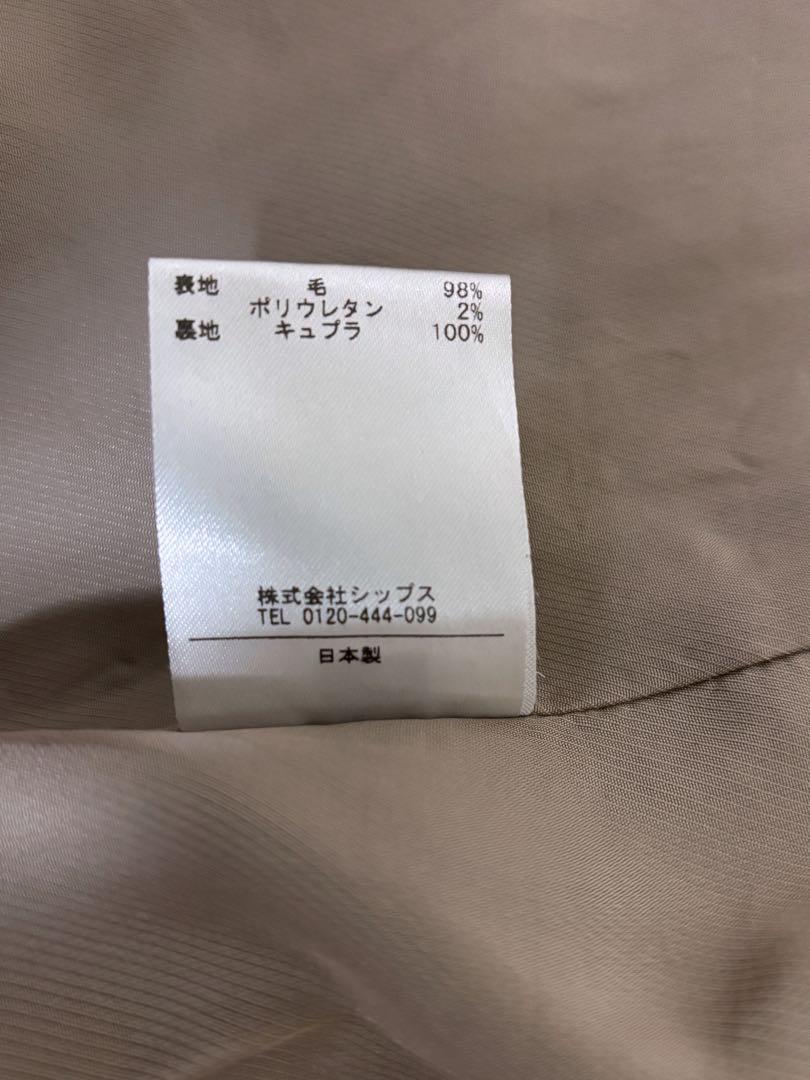 表地 毛 98%
ポリウレタン 2%
裏地 キュプラ 100%
株式会社シップス
TEL 0120-444-099
日本製